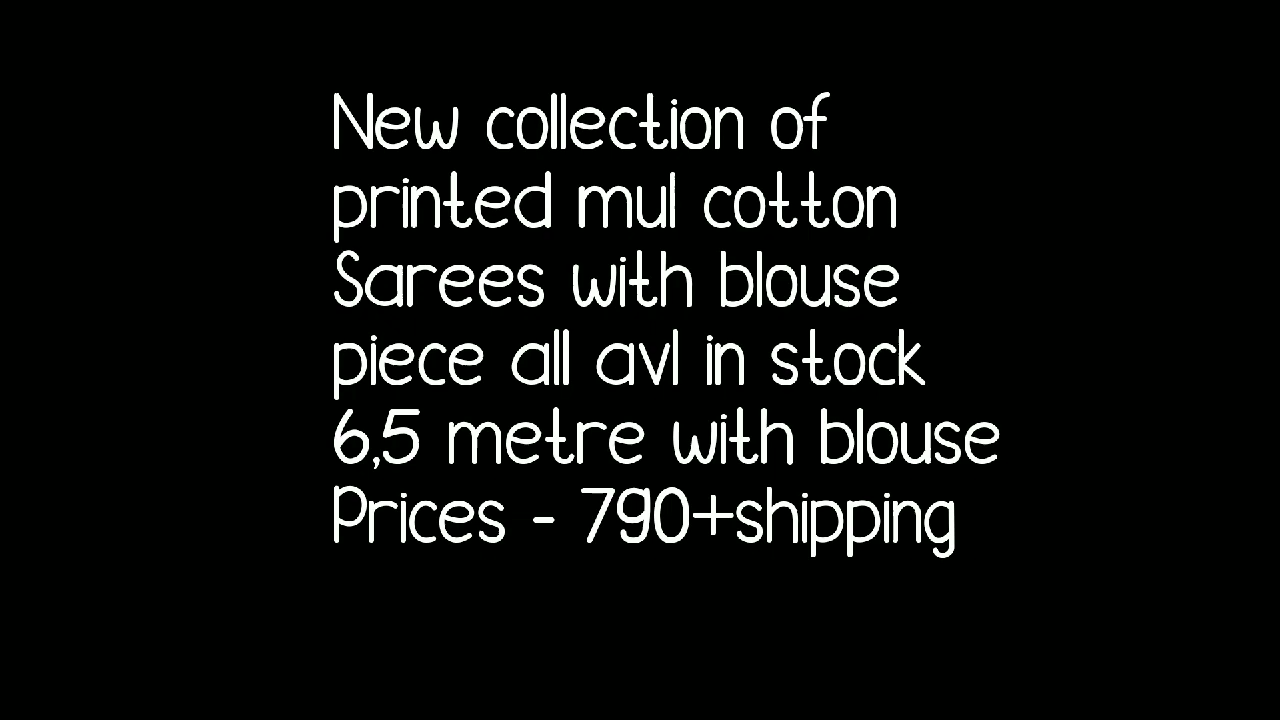 New collection of
printed mul cotton
Sarees with blouse
piece all avl in stock
6,5 metre with blouse
Prices - 790+shipping